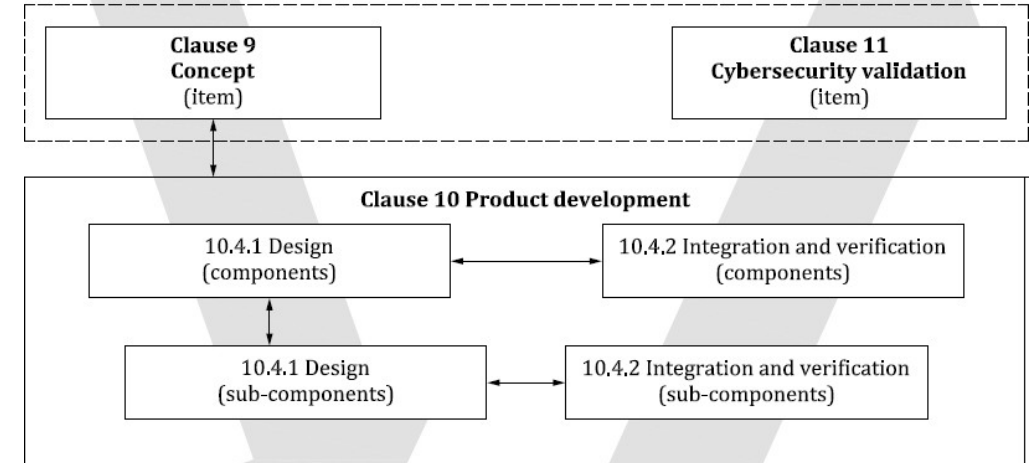 Clause 9
Concept
(item)
Clause 11
Cybersecurity validation
(item)
Clause 10 Product development
10.4.1 Design
(components)
10.4.2 Integration and verification
(components)
10.4.1 Design
(sub-components)
10.4.2 Integration and verification
(sub-components)